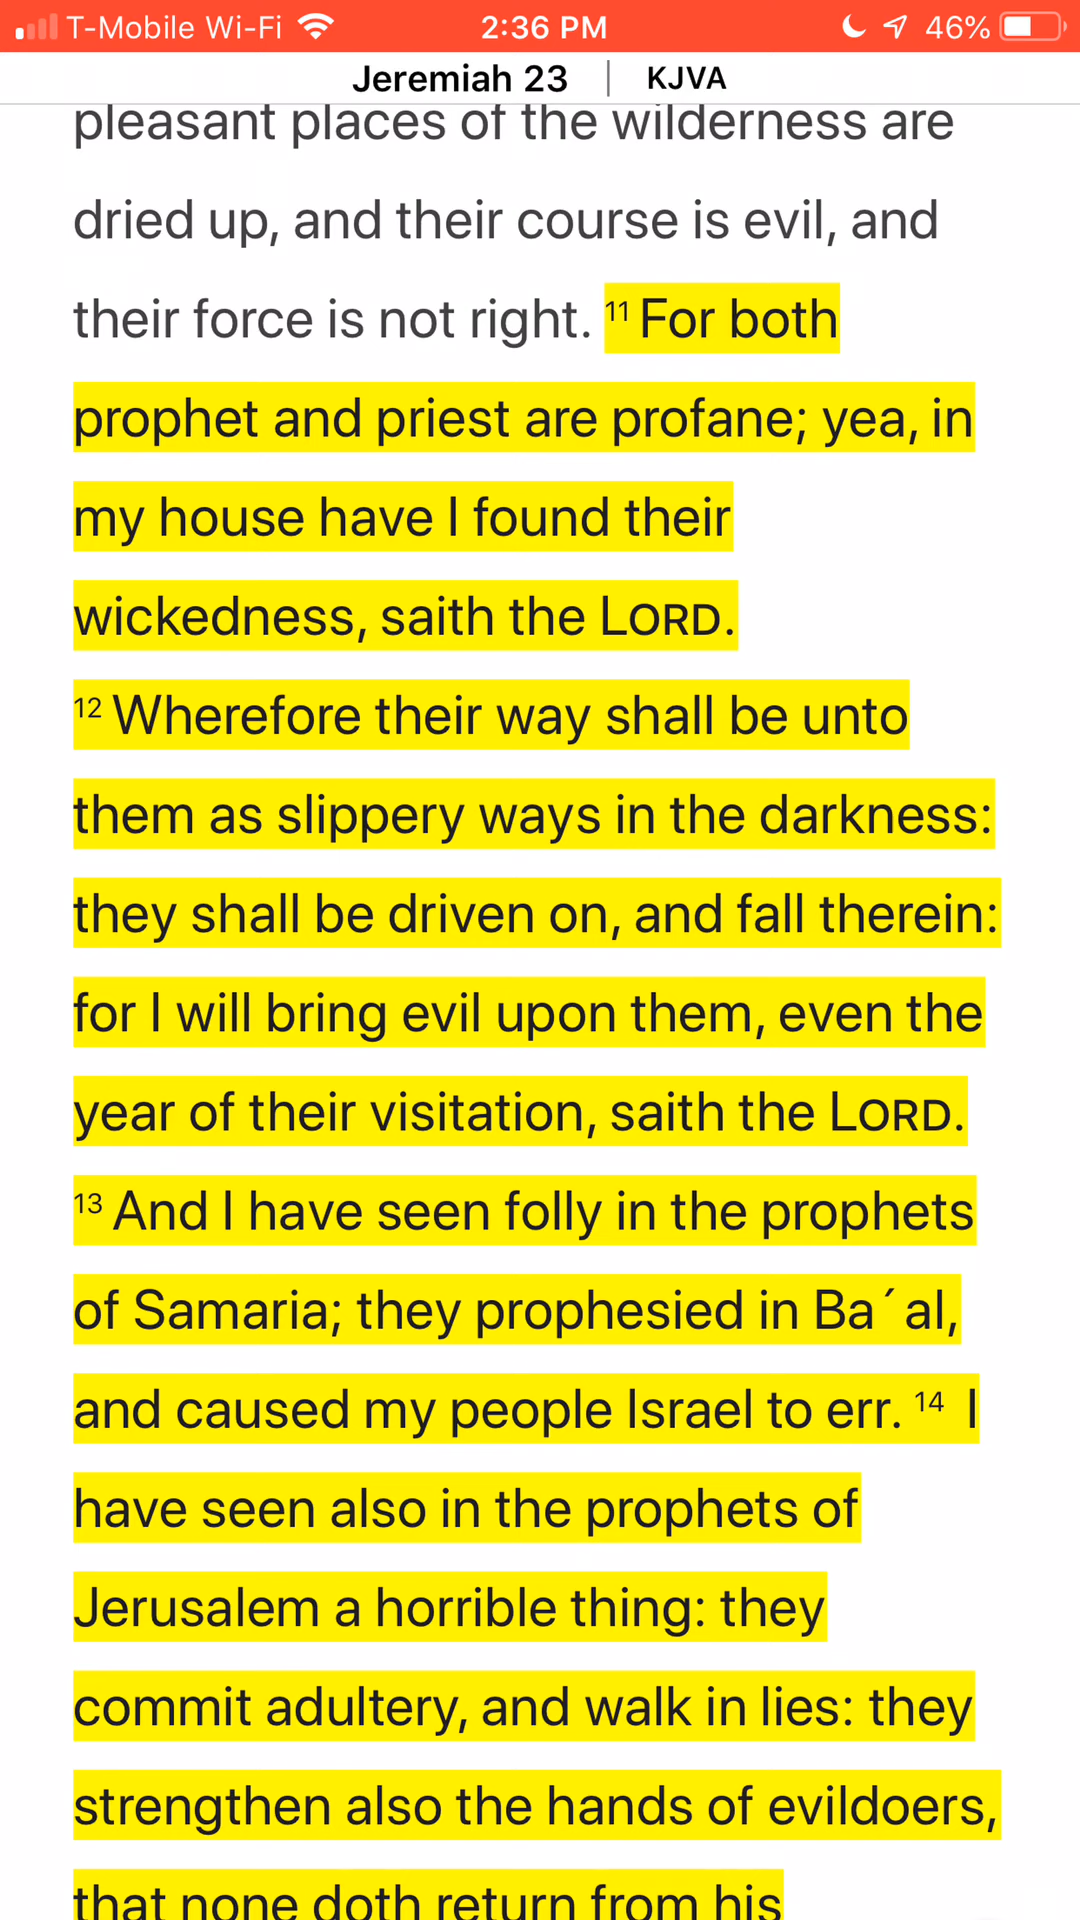 T-Mobile Wi-Fi 2:36 PM 46%
Jeremiah 23 | KJVA
pleasant places of the wilderness are
dried up, and their course is evil, and
their force is not right. 11 For both
prophet and priest are profane; yea, in
my house have I found their
wickedness, saith the LORD.
12 Wherefore their way shall be unto
them as slippery ways in the darkness:
they shall be driven on, and fall therein:
for I will bring evil upon them, even the
year of their visitation, saith the LORD.
13 And I have seen folly in the prophets
of Samaria; they prophesied in Ba´al,
and caused my people Israel to err. 14 I
have seen also in the prophets of
Jerusalem a horrible thing: they
commit adultery, and walk in lies: they
strengthen also the hands of evildoers,
that none doth return from his